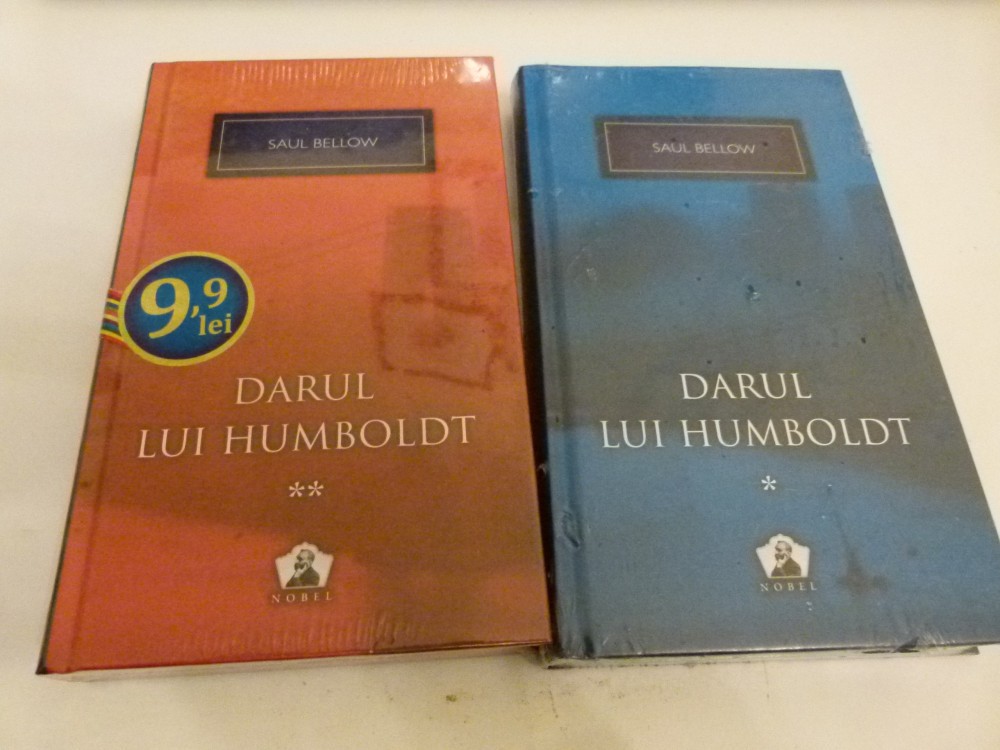 SAUL BELLOW
9,9
lei
DARUL
LUI HUMBOLDT
**
NOBEL
SAUL BELLOW
DARUL
LUI HUMBOLDT
*
NOBEL